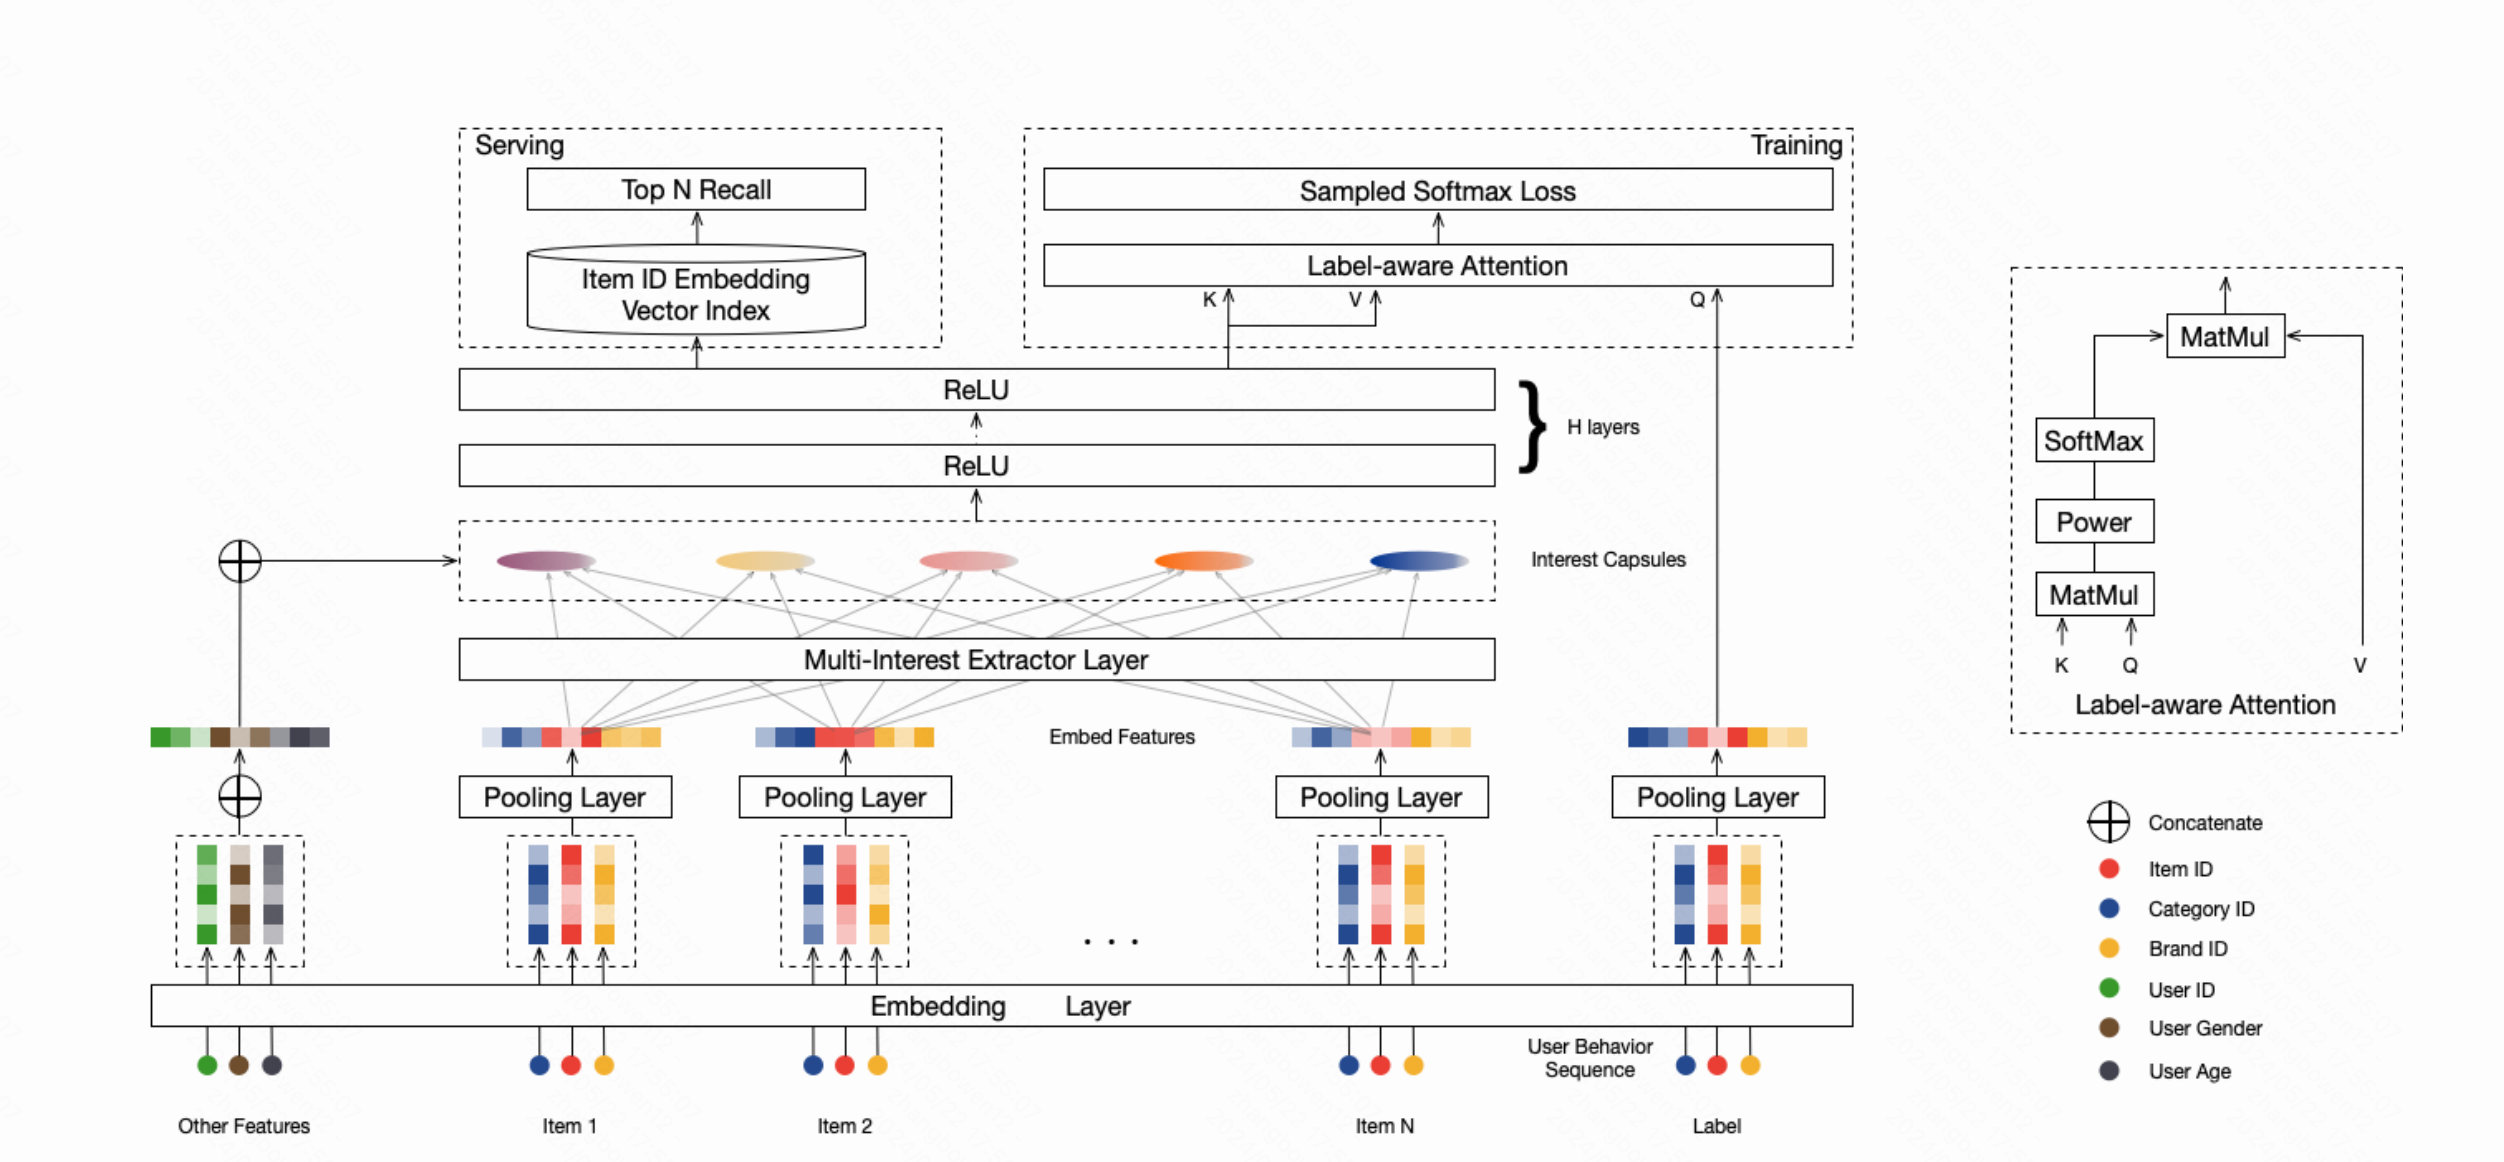 Serving
Top N Recall
Item ID Embedding
Vector Index
Training
Sampled Softmax Loss
Label-aware Attention
K
V
Q
ReLU
ReLU
H layers
Interest Capsules
Multi-Interest Extractor Layer
Embed Features
Pooling Layer
Pooling Layer
Pooling Layer
Pooling Layer
. . .
Embedding Layer
User Behavior
Sequence
Other Features
Item 1
Item 2
Item N
Label
MatMul
SoftMax
Power
MatMul
K
Q
V
Label-aware Attention
Concatenate
Item ID
Category ID
Brand ID
User ID
User Gender
User Age